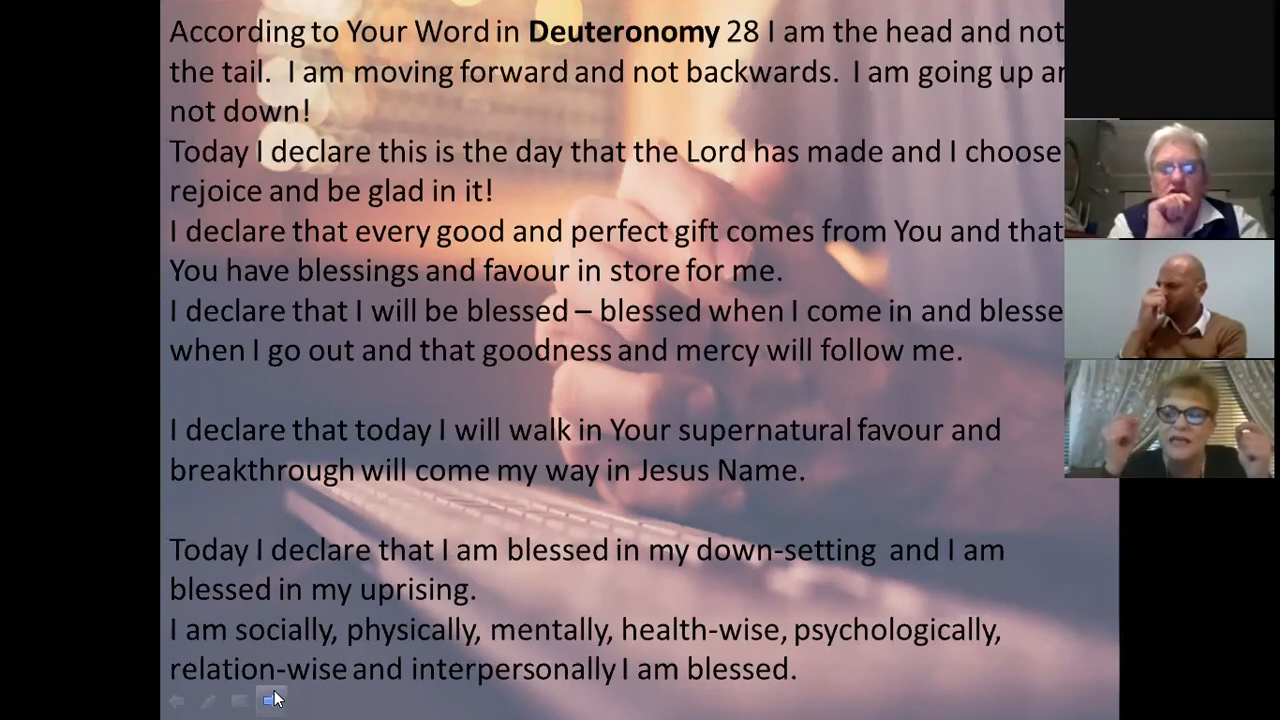 According to Your Word in Deuteronomy 28 I am the head and not
the tail.  I am moving forward and not backwards.  I am going up
not down!
Today I declare this is the day that the Lord has made and I choose
rejoice and be glad in it!
I declare that every good and perfect gift comes from You and that
You have blessings and favour in store for me.
I declare that I will be blessed – blessed when I come in and blesse
when I go out and that goodness and mercy will follow me.
I declare that today I will walk in Your supernatural favour and
breakthrough will come my way in Jesus Name.
Today I declare that I am blessed in my down-setting  and I am
blessed in my uprising.
I am socially, physically, mentally, health-wise, psychologically,
relation-wise and interpersonally I am blessed.